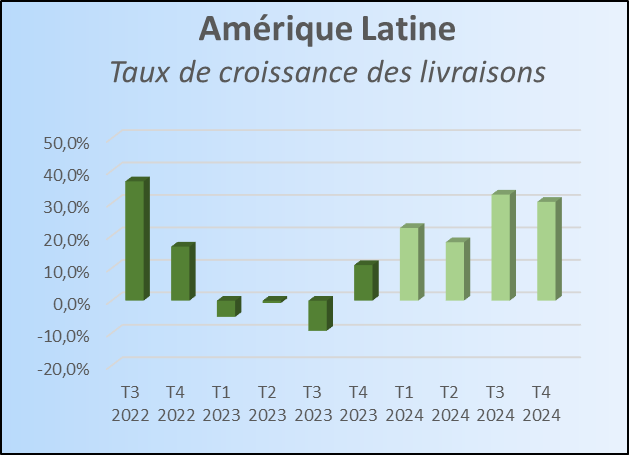 Amérique Latine
Taux de croissance des livraisons
50,0%
40,0%
30,0%
20,0%
10,0%
0,0%
-10,0%
-20,0%
T3 T4 T1 T2 T3 T4 T1 T2 T3 T4
2022 2022 2023 2023 2023 2023 2024 2024 2024 2024